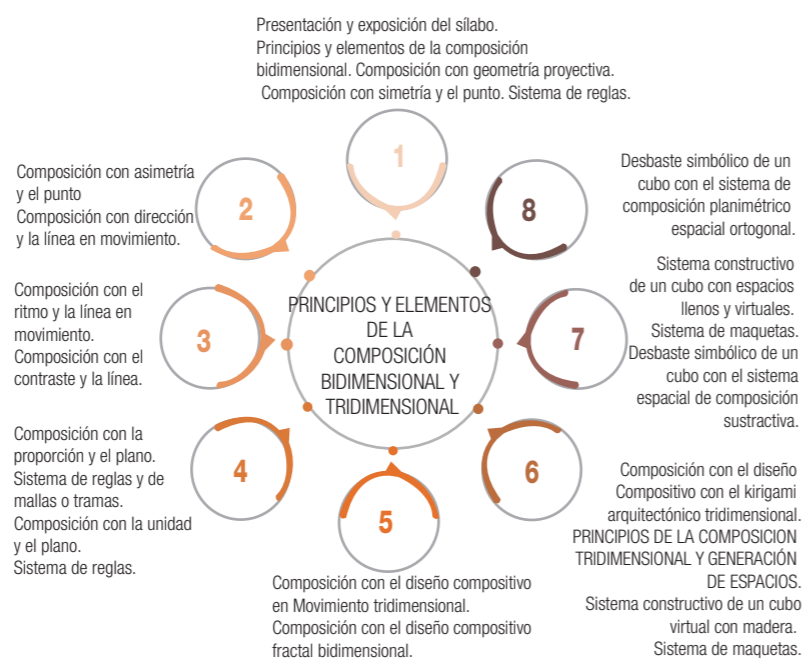 Presentación y exposición del sílabo.
Principios y elementos de la composición
bidimensional. Composición con geometría proyectiva.
Composición con simetría y el punto. Sistema de reglas.
1
Composición con asimetría
y el punto
Composición con dirección
y la línea en movimiento.
2
Composición con el
ritmo y la línea en
movimiento.
Composición con el
contraste y la línea.
3
Composición con la
proporción y el plano.
Sistema de reglas y de
mallas o tramas.
Composición con la unidad
y el plano.
Sistema de reglas.
4
5
Composición con el diseño compositivo
en Movimiento tridimensional.
Composición con el diseño compositivo
fractal bidimensional.
6
Composición con el diseño
Compositivo con el kirigami
arquitectónico tridimensional.
PRINCIPIOS DE LA COMPOSICION
TRIDIMENSIONAL Y GENERACIÓN
DE ESPACIOS.
Sistema constructivo de un cubo
virtual con madera.
Sistema de maquetas.
7
Sistema constructivo
de un cubo con espacios
llenos y virtuales.
Sistema de maquetas.
Desbaste simbólico de un
cubo con el sistema
espacial de composición
sustractiva.
8
Desbaste simbólico de un
cubo con el sistema de
composición planimétrico
espacial ortogonal.
PRINCIPIOS Y ELEMENTOS
DE LA
COMPOSICIÓN
BIDIMENSIONAL Y
TRIDIMENSIONAL